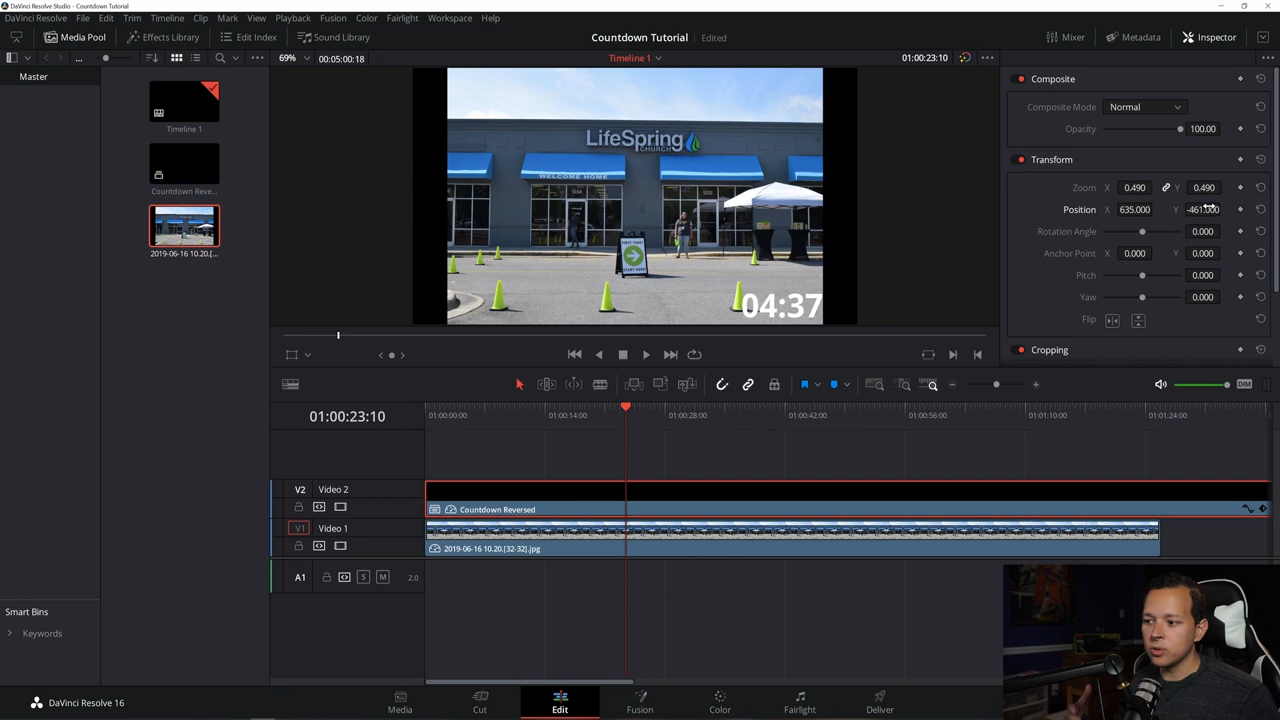 DaVinci Resolve Studio - Countdown Tutorial
DaVinci Resolve File Edit Trim Timeline Clip Mark View Playback Fusion Color Fairlight Workspace Help
Media Pool Effects Library Edit Index Sound Library Countdown Tutorial Edited Mixer Metadata Inspector
... 69% 00:05:00:18 Timeline 1 01:00:23:10
Master
Timeline 1
Countdown Reve...
2019-06-16 10.20.[...
LifeSpring
CHURCH
WELCOME HOME
FIRST TIME?
START HERE!
04:37
Composite
Composite Mode Normal
Opacity 100.00
Transform
Zoom X 0.490 Y 0.490
Position X 635.000 Y -461.000
Rotation Angle 0.000
Anchor Point X 0.000 Y 0.000
Pitch 0.000
Yaw 0.000
Flip
Cropping
DIM
01:00:23:10
01:00:00:00 01:00:14:00 01:00:28:00 01:00:42:00 01:00:56:00 01:01:10:00 01:01:24:00
V2 Video 2
Countdown Reversed
V1 Video 1
2019-06-16 10.20.[32-32].jpg
A1 S M 2.0
Smart Bins
Keywords
DaVinci Resolve 16
Media Cut Edit Fusion Color Fairlight Deliver